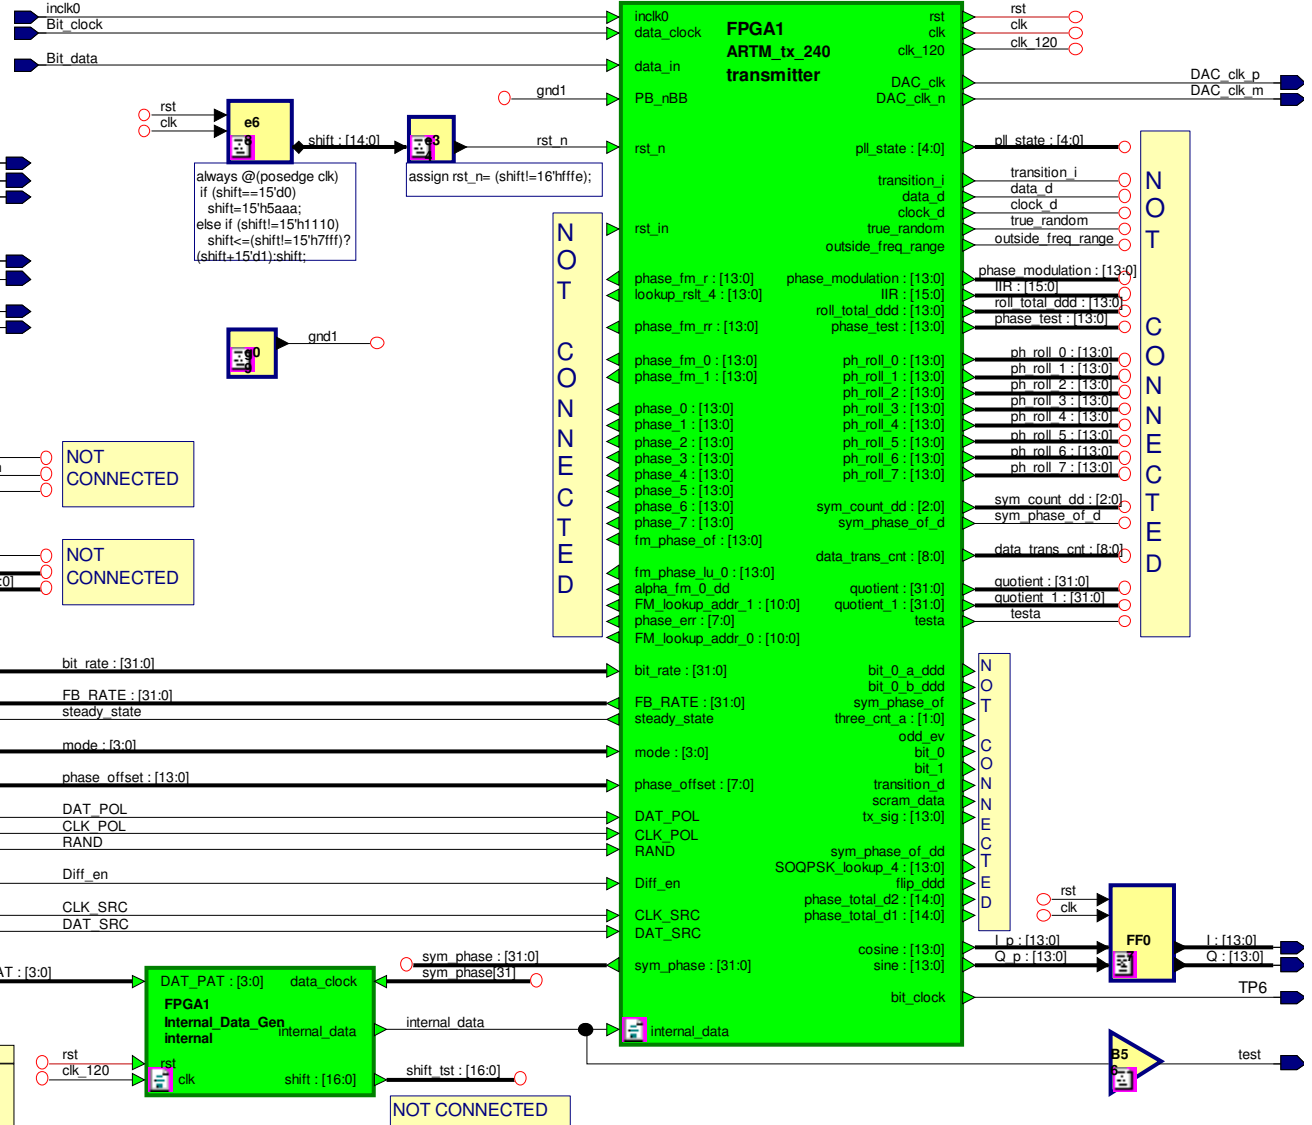 inclk0
Bit_clock
Bit_data
rst
clk
e6
8
shift : [14:0]
e3
4
rst_n
gnd1
always @(posedge clk)
if (shift==15'd0)
shift=15'h5aaa;
else if (shift!=15'h1110)
shift<=(shift!=15'h7fff)?
(shift+15'd1):shift;
assign rst_n= (shift!=16'hfffe);
g0
9
gnd1
NOT CONNECTED
NOT
CONNECTED
NOT
CONNECTED
:0]
bit_rate : [31:0]
FB_RATE : [31:0]
steady_state
mode : [3:0]
phase_offset : [13:0]
DAT_POL
CLK_POL
RAND
Diff_en
CLK_SRC
DAT_SRC
FPGA1
ARTM_tx_240
transmitter
inclk0
data_clock
data_in
PB_nBB
rst_n
rst_in
phase_fm_r : [13:0]
lookup_rslt_4 : [13:0]
phase_fm_rr : [13:0]
phase_fm_0 : [13:0]
phase_fm_1 : [13:0]
phase_0 : [13:0]
phase_1 : [13:0]
phase_2 : [13:0]
phase_3 : [13:0]
phase_4 : [13:0]
phase_5 : [13:0]
phase_6 : [13:0]
phase_7 : [13:0]
fm_phase_of : [13:0]
fm_phase_lu_0 : [13:0]
alpha_fm_0_dd
FM_lookup_addr_1 : [10:0]
phase_err : [7:0]
FM_lookup_addr_0 : [10:0]
bit_rate : [31:0]
FB_RATE : [31:0]
steady_state
mode : [3:0]
phase_offset : [7:0]
DAT_POL
CLK_POL
RAND
Diff_en
CLK_SRC
DAT_SRC
sym_phase : [31:0]
internal_data
rst
clk
clk_120
DAC_clk
DAC_clk_n
pll_state : [4:0]
transition_i
data_d
clock_d
true_random
outside_freq_range
phase_modulation : [13:0]
IIR : [15:0]
roll_total_ddd : [13:0]
phase_test : [13:0]
ph_roll_0 : [13:0]
ph_roll_1 : [13:0]
ph_roll_2 : [13:0]
ph_roll_3 : [13:0]
ph_roll_4 : [13:0]
ph_roll_5 : [13:0]
ph_roll_6 : [13:0]
ph_roll_7 : [13:0]
sym_count_dd : [2:0]
sym_phase_of_d
data_trans_cnt : [8:0]
quotient : [31:0]
quotient_1 : [31:0]
testa
bit_0_a_ddd
bit_0_b_ddd
sym_phase_of
three_cnt_a : [1:0]
odd_ev
bit_0
bit_1
transition_d
scram_data
tx_sig : [13:0]
sym_phase_of_dd
SOQPSK_lookup_4 : [13:0]
flip_ddd
phase_total_d2 : [14:0]
phase_total_d1 : [14:0]
cosine : [13:0]
sine : [13:0]
bit_clock
rst
clk
clk_120
DAC_clk_p
DAC_clk_m
pll_state : [4:0]
transition_i
data_d
clock_d
true_random
outside_freq_range
phase_modulation : [13:0]
IIR : [15:0]
roll_total_ddd : [13:0]
phase_test : [13:0]
ph_roll_0 : [13:0]
ph_roll_1 : [13:0]
ph_roll_2 : [13:0]
ph_roll_3 : [13:0]
ph_roll_4 : [13:0]
ph_roll_5 : [13:0]
ph_roll_6 : [13:0]
ph_roll_7 : [13:0]
sym_count_dd : [2:0]
sym_phase_of_d
data_trans_cnt : [8:0]
quotient : [31:0]
quotient_1 : [31:0]
testa
NOT CONNECTED
NOT CONNECTED
rst
clk
I_p : [13:0]
Q_p : [13:0]
FF0
I : [13:0]
Q : [13:0]
TP6
B5
6
test
AT : [3:0]
rst
clk_120
DAT_PAT : [3:0]
data_clock
FPGA1
Internal_Data_Gen
internal
internal_data
rst
clk
shift : [16:0]
sym_phase : [31:0]
sym_phase[31]
internal_data
shift_tst : [16:0]
NOT CONNECTED